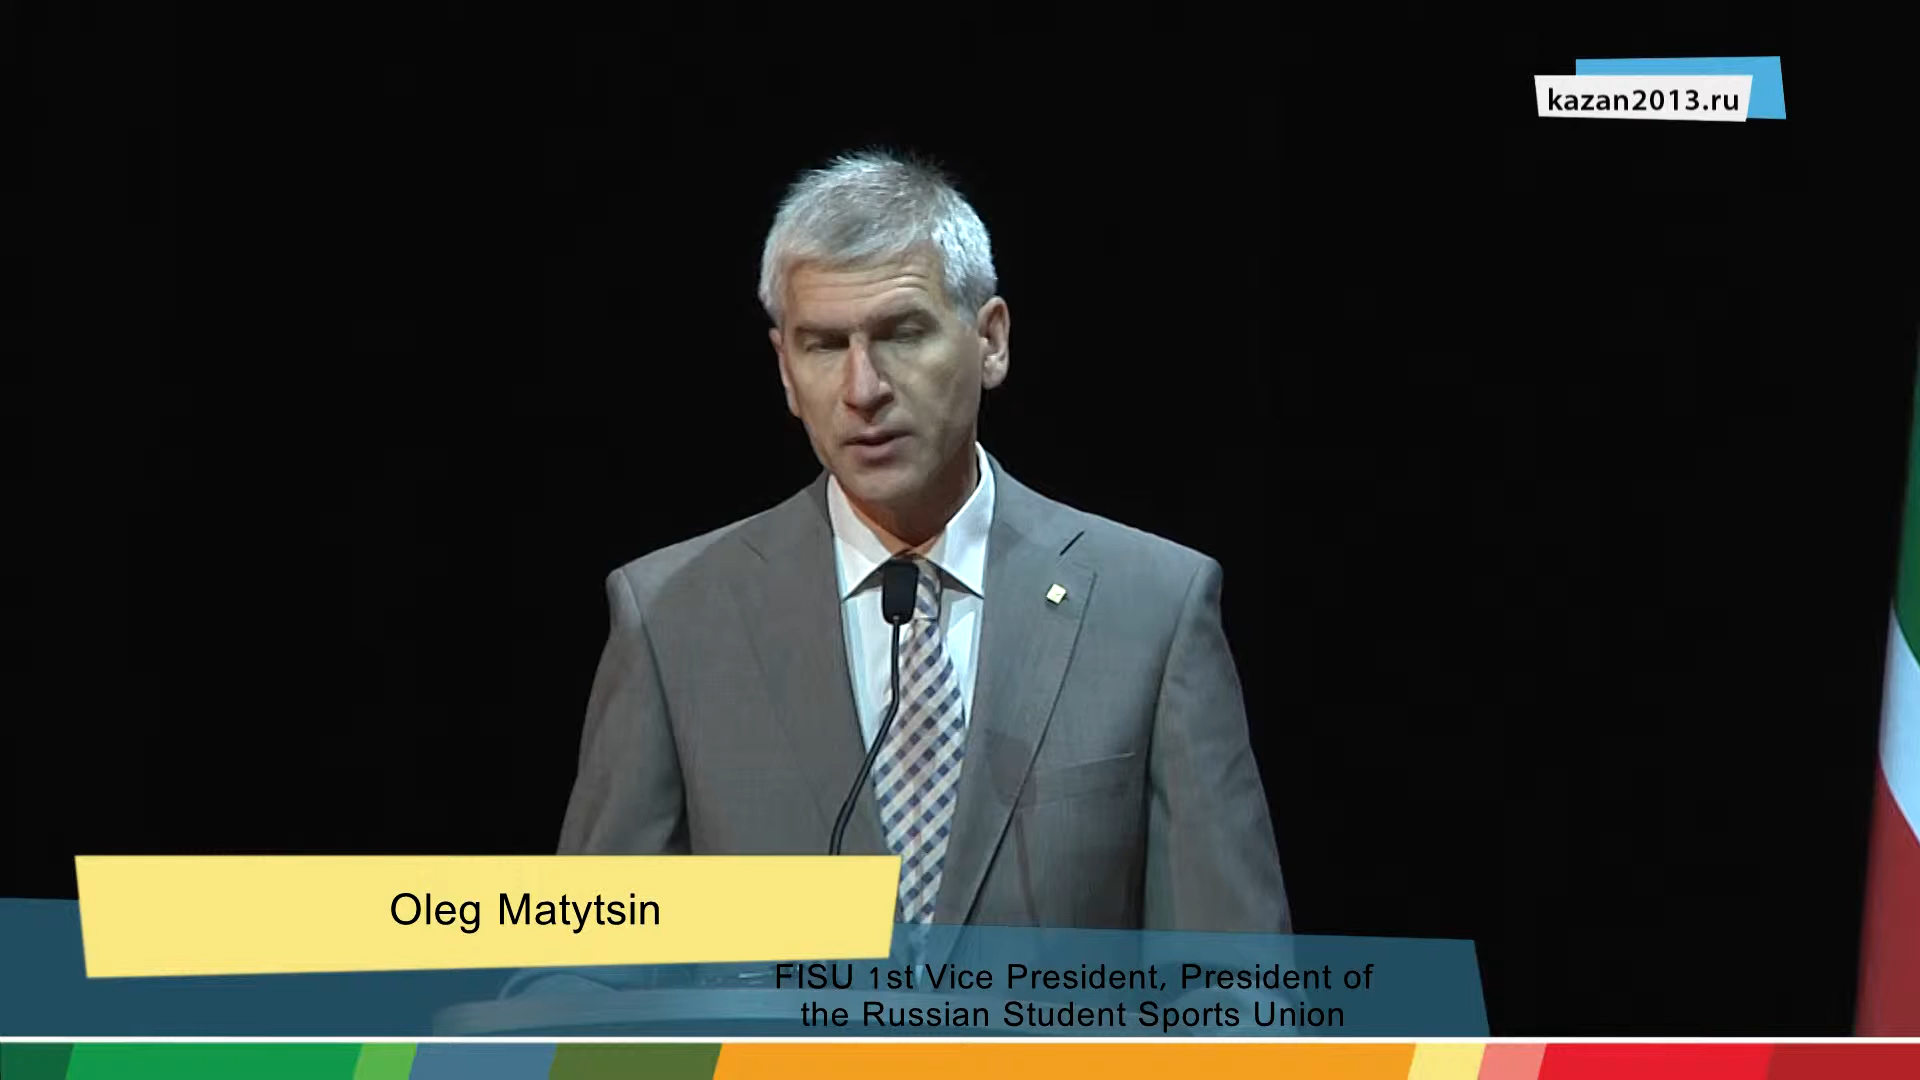 kazan2013.ru
Oleg Matytsin
FISU 1st Vice President, President of
the Russian Student Sports Union